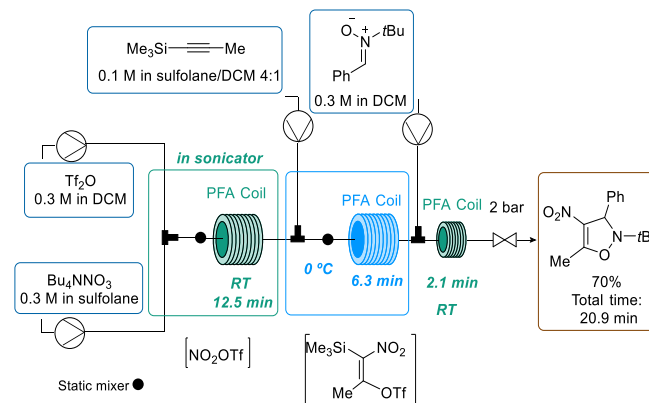 Me3Si
Me
0.1 M in sulfolane/DCM 4:1
O
−
+
N
tBu
Ph
0.3 M in DCM
Tf2O
0.3 M in DCM
Bu4NNO3
0.3 M in sulfolane
in sonicator
PFA Coil
RT
12.5 min
PFA Coil
0 ºC
6.3 min
PFA Coil
2.1 min
RT
2 bar
Ph
O2N
N
tB
O
Me
70%
Total time:
20.9 min
[NO2OTf]
Me3Si
NO2
Me
OTf
Static mixer